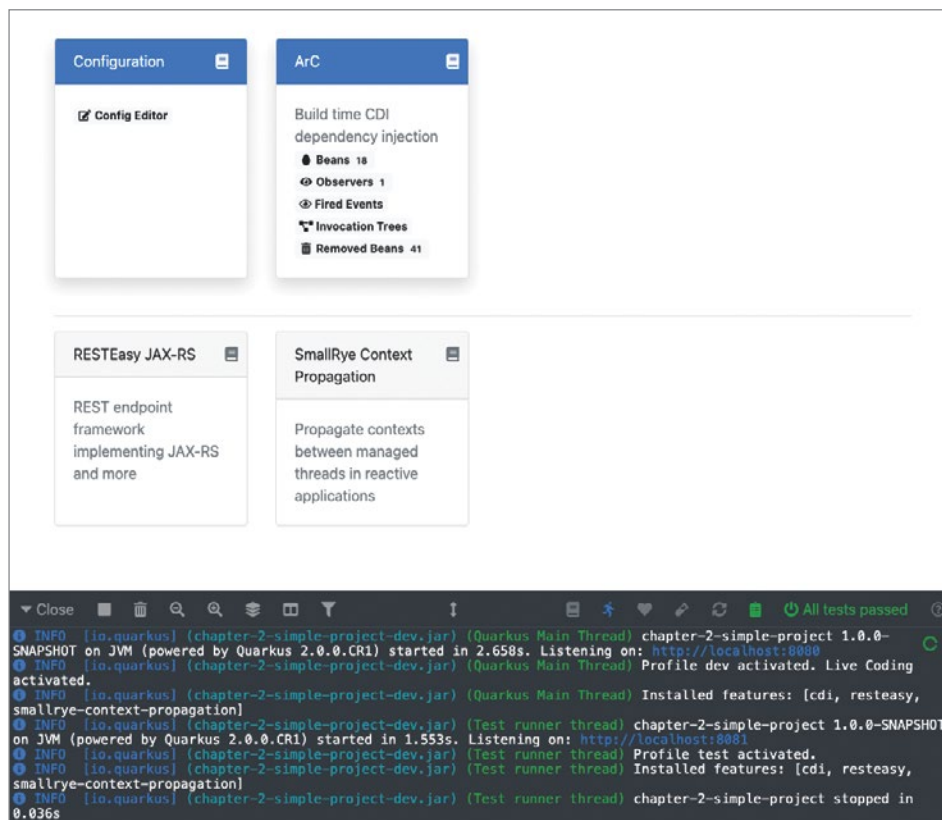 Configuration
Config Editor
ArC
Build time CDI
dependency injection
Beans 18
Observers 1
Fired Events
Invocation Trees
Removed Beans 41
RESTEasy JAX-RS
REST endpoint
framework
implementing JAX-RS
and more
SmallRye Context
Propagation
Propagate contexts
between managed
threads in reactive
applications
Close
All tests passed
INFO [io.quarkus] (chapter-2-simple-project-dev.jar) (Quarkus Main Thread) chapter-2-simple-project 1.0.0-
SNAPSHOT on JVM (powered by Quarkus 2.0.0.CR1) started in 2.658s. Listening on: http://localhost:8080
INFO [io.quarkus] (chapter-2-simple-project-dev.jar) (Quarkus Main Thread) Profile dev activated. Live Coding
activated.
INFO [io.quarkus] (chapter-2-simple-project-dev.jar) (Quarkus Main Thread) Installed features: [cdi, resteasy,
smallrye-context-propagation]
INFO [io.quarkus] (chapter-2-simple-project-dev.jar) (Test runner thread) chapter-2-simple-project 1.0.0-SNAPSHOT
on JVM (powered by Quarkus 2.0.0.CR1) started in 1.553s. Listening on: http://localhost:8081
INFO [io.quarkus] (chapter-2-simple-project-dev.jar) (Test runner thread) Profile test activated.
INFO [io.quarkus] (chapter-2-simple-project-dev.jar) (Test runner thread) Installed features: [cdi, resteasy,
smallrye-context-propagation]
INFO [io.quarkus] (chapter-2-simple-project-dev.jar) (Test runner thread) chapter-2-simple-project stopped in
0.036s